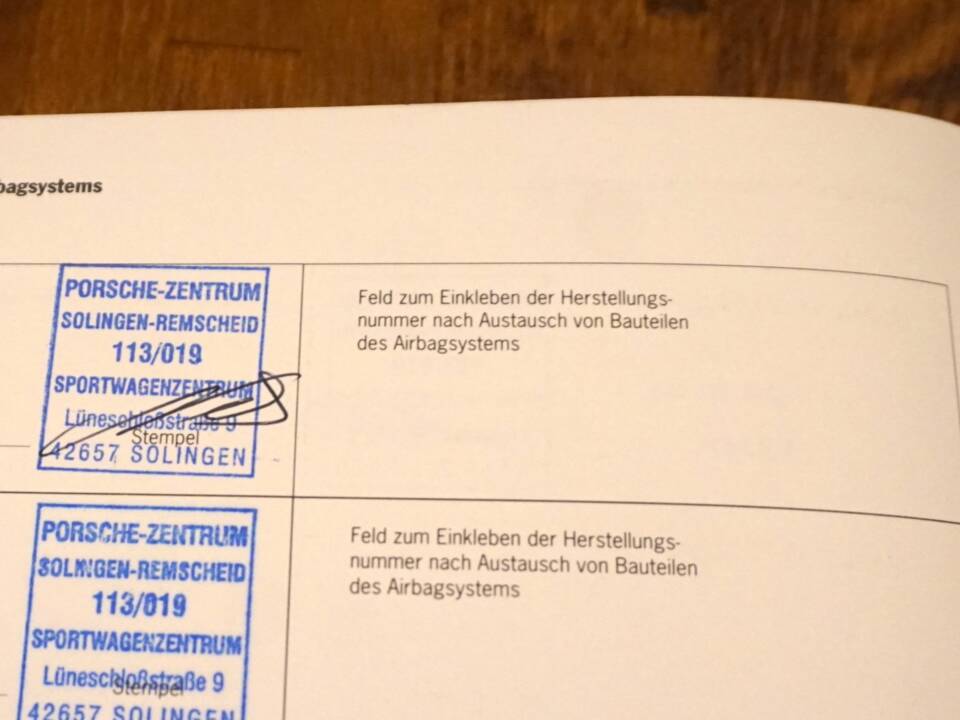 bagsystems
PORSCHE-ZENTRUM
SOLINGEN-REMSCHEID
113/019
SPORTWAGENZENTRUM
Lüneschloßstraße 9
Stempel
42657 SOLINGEN
Feld zum Einkleben der Herstellungs-
nummer nach Austausch von Bauteilen
des Airbagsystems
PORSCHE-ZENTRUM
SOLINGEN-REMSCHEID
113/019
SPORTWAGENZENTRUM
Lüneschloßstraße 9
Stempel
42657 SOLINGEN
Feld zum Einkleben der Herstellungs-
nummer nach Austausch von Bauteilen
des Airbagsystems